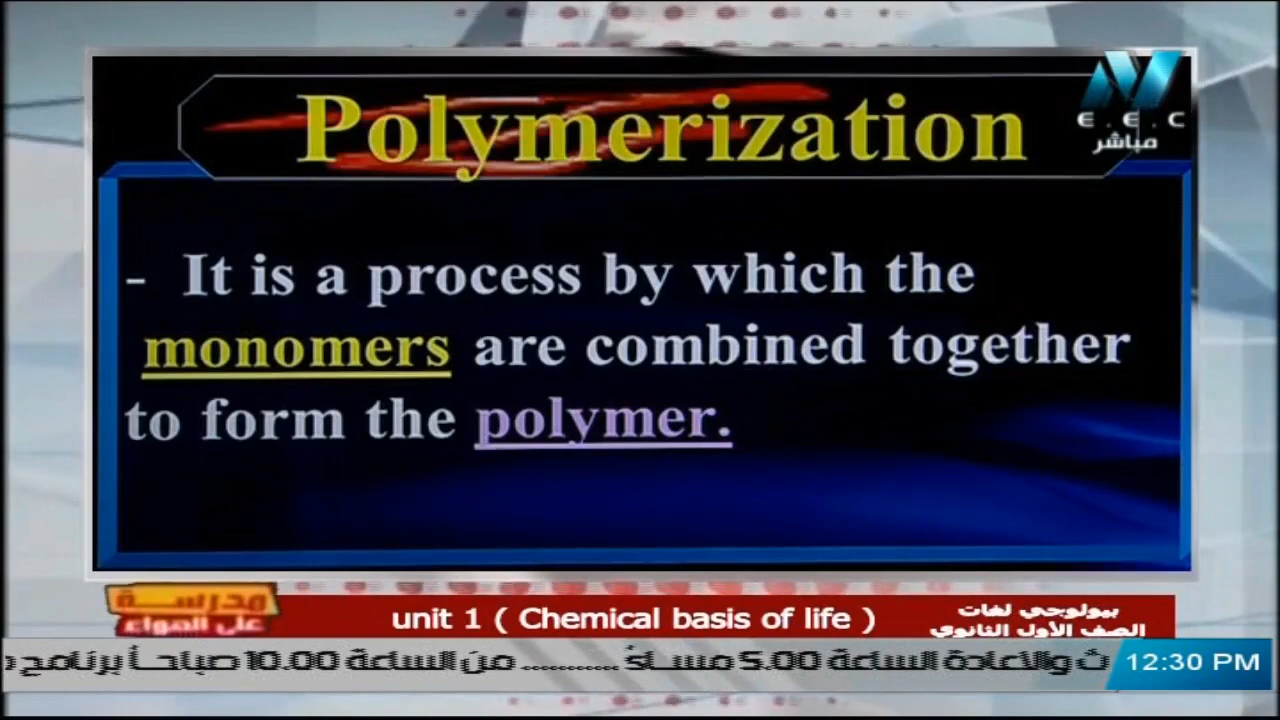 Polymerization
E.E.C
مباشر
- It is a process by which the
monomers are combined together
to form the polymer.
مدرسة
على الهواء
unit 1 ( Chemical basis of life )
بيولوجي لغات
الصف الأول الثانوي
والاعادة الساعة 5.00 مساءً .......... من الساعة 10.00 صباحاً برنامج
12:30 PM